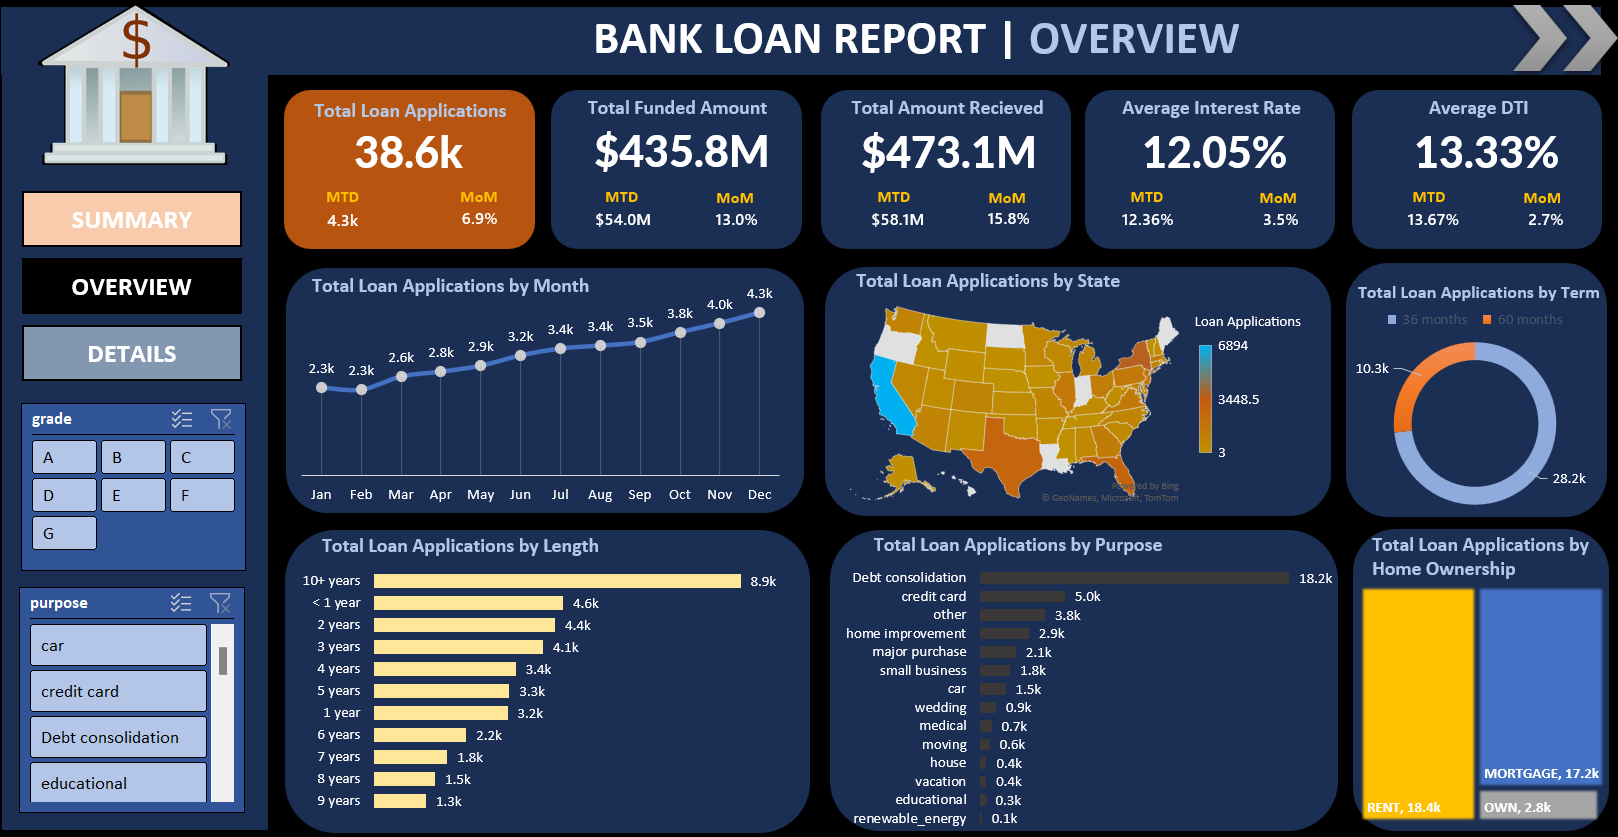 $
BANK LOAN REPORT | OVERVIEW
SUMMARY
OVERVIEW
DETAILS
grade
A
B
C
D
E
F
G
purpose
car
credit card
Debt consolidation
educational
Total Loan Applications
38.6k
MTD
MoM
4.3k
6.9%
Total Funded Amount
$435.8M
MTD
MoM
$54.0M
13.0%
Total Amount Recieved
$473.1M
MTD
MoM
$58.1M
15.8%
Average Interest Rate
12.05%
MTD
MoM
12.36%
3.5%
Average DTI
13.33%
MTD
MoM
13.67%
2.7%
Total Loan Applications by Month
2.3k
2.3k
2.6k
2.8k
2.9k
3.2k
3.4k
3.4k
3.5k
3.8k
4.0k
4.3k
Jan
Feb
Mar
Apr
May
Jun
Jul
Aug
Sep
Oct
Nov
Dec
Total Loan Applications by State
Loan Applications
6894
3448.5
3
Powered by Bing
© GeoNames, Microsoft, TomTom
Total Loan Applications by Term
36 months
60 months
10.3k
28.2k
Total Loan Applications by Length
10+ years 8.9k
< 1 year 4.6k
2 years 4.4k
3 years 4.1k
4 years 3.4k
5 years 3.3k
1 year 3.2k
6 years 2.2k
7 years 1.8k
8 years 1.5k
9 years 1.3k
Total Loan Applications by Purpose
Debt consolidation 18.2k
credit card 5.0k
other 3.8k
home improvement 2.9k
major purchase 2.1k
small business 1.8k
car 1.5k
wedding 0.9k
medical 0.7k
moving 0.6k
house 0.4k
vacation 0.4k
educational 0.3k
renewable_energy 0.1k
Total Loan Applications by
Home Ownership
RENT, 18.4k
MORTGAGE, 17.2k
OWN, 2.8k